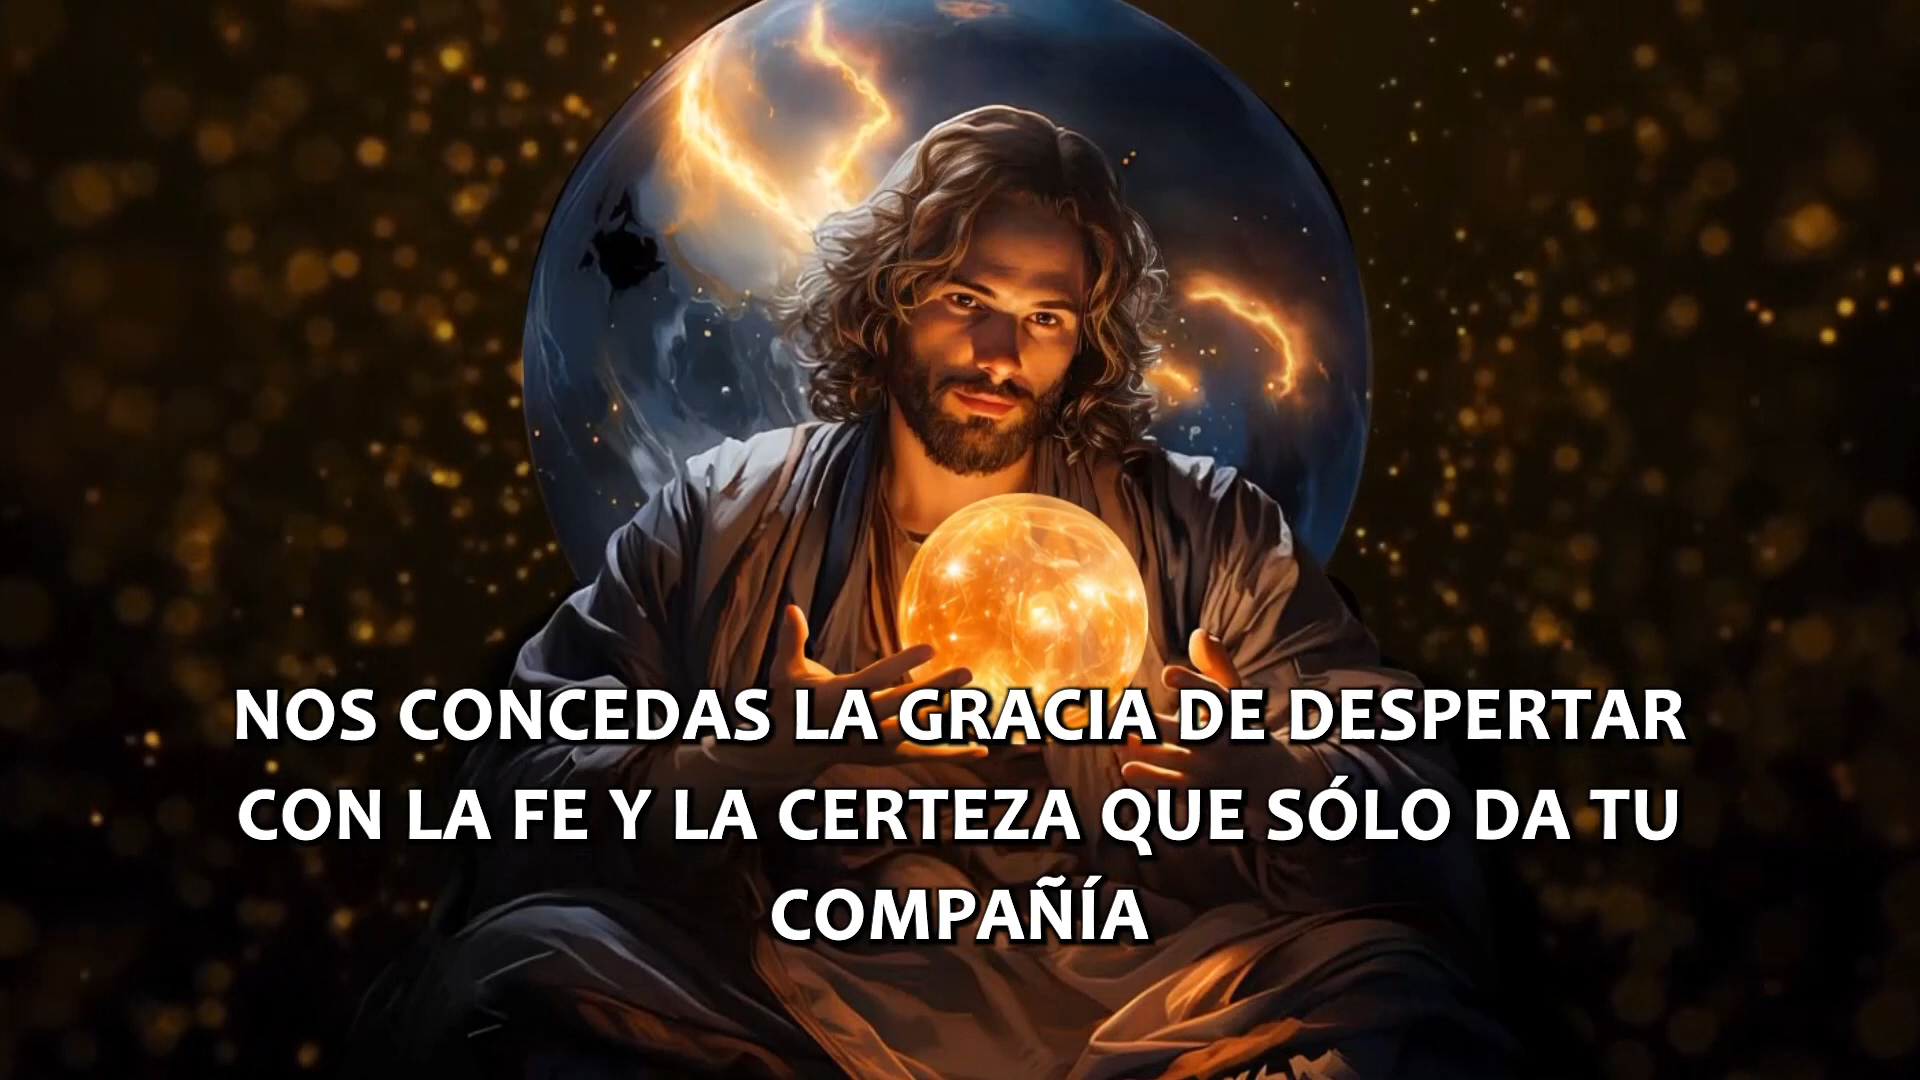 NOS CONCEDAS LA GRACIA DE DESPERTAR
CON LA FE Y LA CERTEZA QUE SÓLO DA TU
COMPAÑÍA